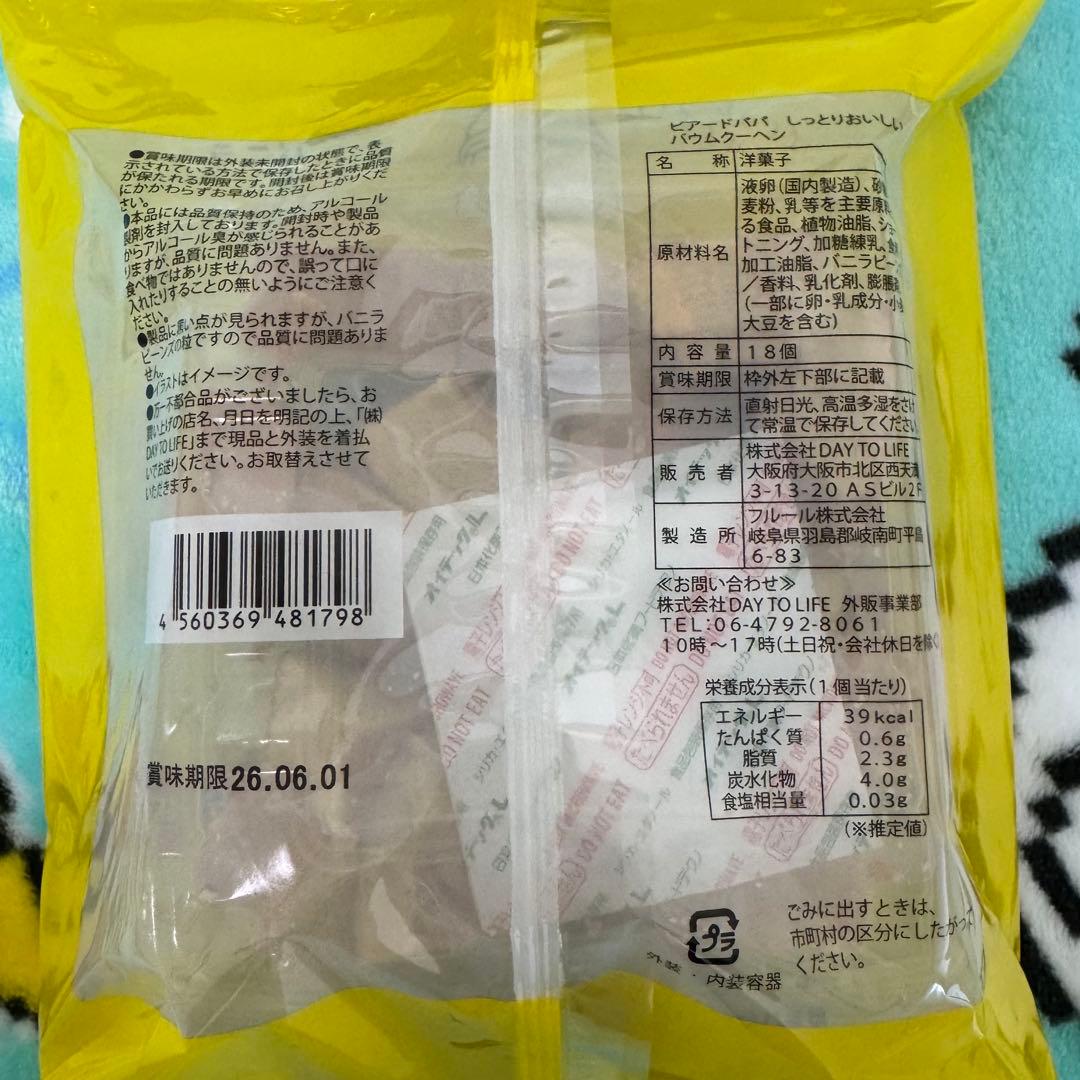 ●賞味期限は外装未開封の状態で、表
示されている方法で保存したときに品質
が保たれる期限です。開封後は賞味期限
にかかわらずお早めにお召し上がりくだ
さい。
●本品には品質保持のため、アルコール
製剤を封入しております。開封時や製品
からアルコール臭が感じられることがあ
りますが、品質に問題ありません。また、
食べ物ではありませんので、誤って口に
入れたりすることの無いようにご注意く
ださい。
●製品に黒い点が見られますが、バニラ
ビーンズの粒ですので品質に問題ありま
せん。
●イラストはイメージです。
●万一不都合品がございましたら、お
買い上げの店名、月日を明記の上、「㈱
DAY TO LIFE」まで現品と外装を着払
いでお送りください。お取替えさせて
いただきます。
4 560369 481798
賞味期限26.06.01
ビアードパパ しっとりおいしい
バウムクーヘン
名称 洋菓子
原材料名 液卵(国内製造)、砂
麦粉、乳等を主要原料
る食品、植物油脂、ショー
トニング、加糖練乳、食
加工油脂、バニラビー
/香料、乳化剤、膨脹
(一部に卵・乳成分・小
大豆を含む)
内容量 18個
賞味期限 枠外左下部に記載
保存方法 直射日光、高温多湿をさけ
て常温で保存してください
販売者 株式会社DAY TO LIFE
大阪府大阪市北区西天満
3-13-20 ASビル2F
製造所 フルール株式会社
岐阜県羽島郡岐南町平島
6-83
≪お問い合わせ≫
株式会社DAY TO LIFE 外販事業部
TEL:06-4792-8061
10時～17時(土日祝・会社休日を除く)
栄養成分表示(1個当たり)
エネルギー 39kcal
たんぱく質 0.6g
脂質 2.3g
炭水化物 4.0g
食塩相当量 0.03g
(※推定値)
プラ
外装・内装容器
ごみに出すときは、
市町村の区分にしたがって
ください。
DO NOT EAT
たべられません